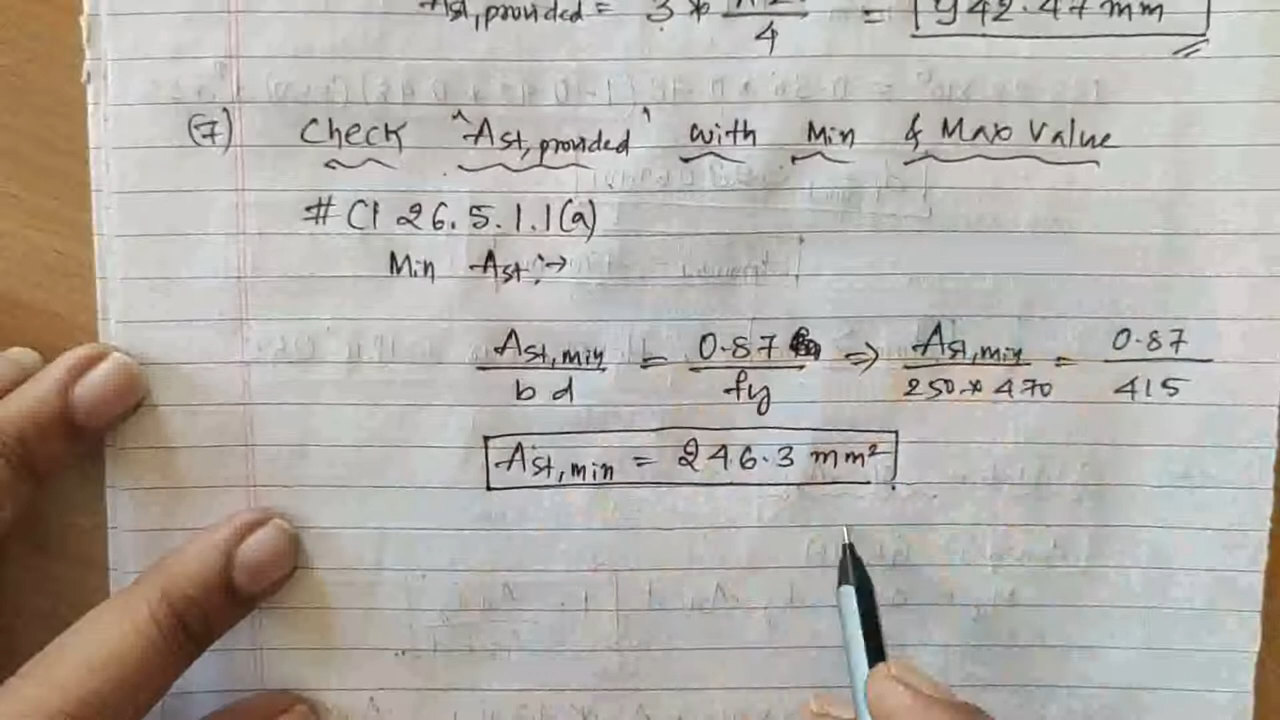 Ast, provided = 3 * π / 4 = 942.47 mm
(7) Check "Ast, provided" with Min & Max Value
# Cl 26.5.1.1(a)
Min Ast :→
Ast,min / b d = 0.87 / fy ⇒ Ast,min / 250 * 470 = 0.87 / 415
Ast,min = 246.3 mm²